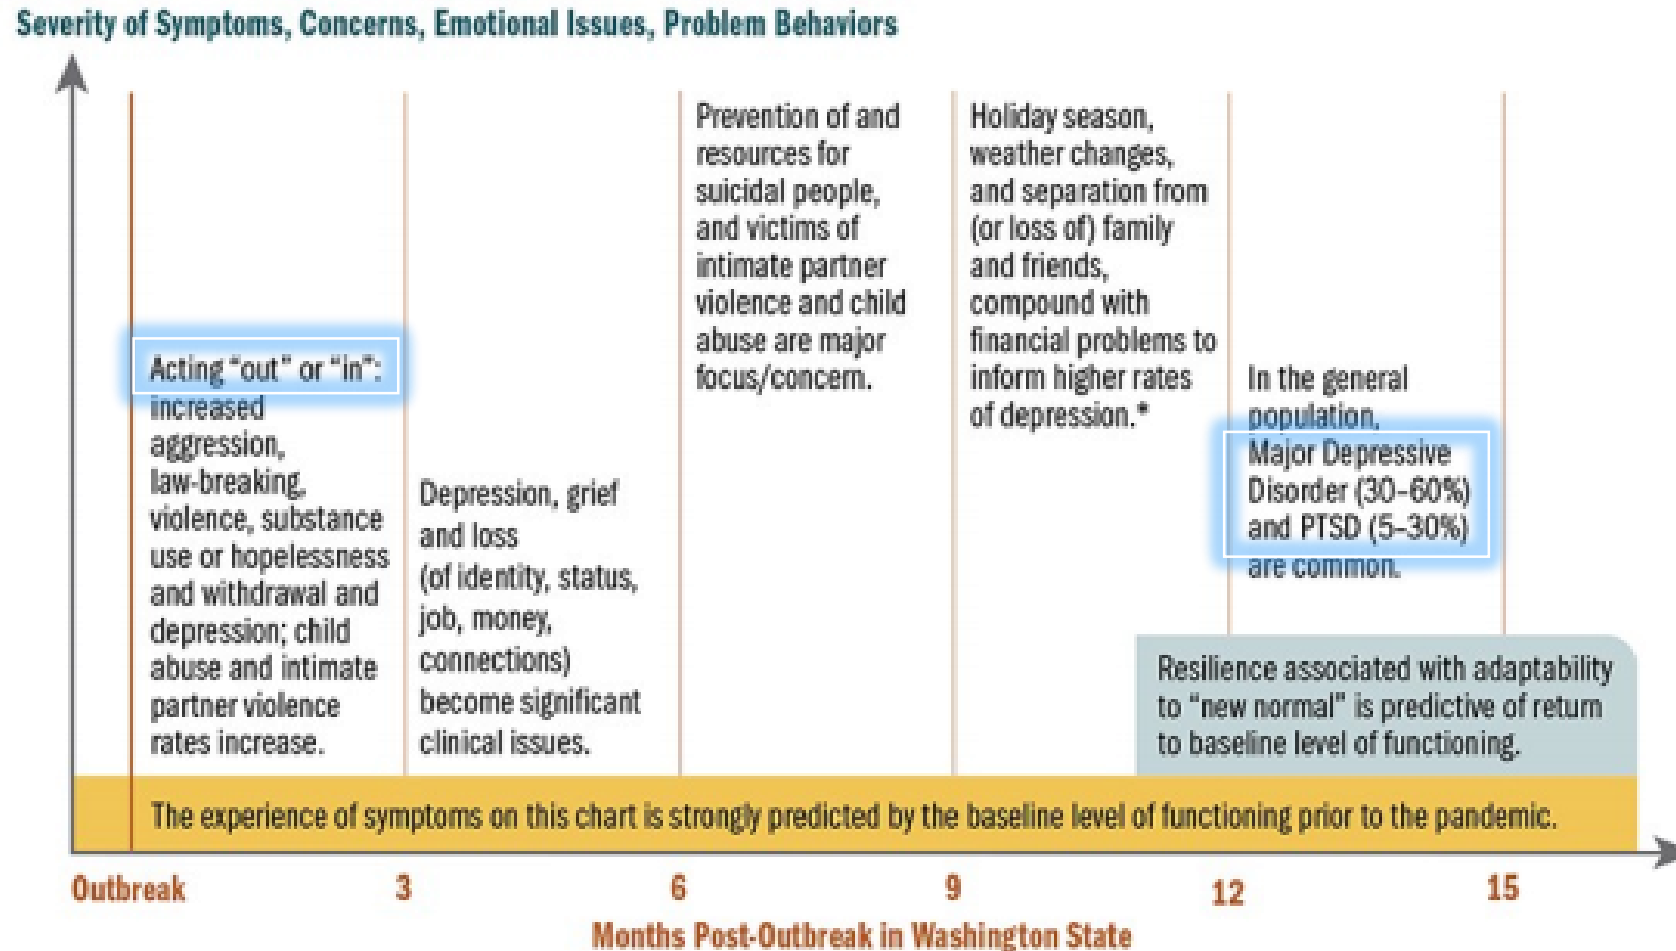 Severity of Symptoms, Concerns, Emotional Issues, Problem Behaviors
Acting “out” or “in”:
increased
aggression,
law-breaking,
violence, substance
use or hopelessness
and withdrawal and
depression; child
abuse and intimate
partner violence
rates increase.
Depression, grief
and loss
(of identity, status,
job, money,
connections)
become significant
clinical issues.
Prevention of and
resources for
suicidal people,
and victims of
intimate partner
violence and child
abuse are major
focus/concern.
Holiday season,
weather changes,
and separation from
(or loss of) family
and friends,
compound with
financial problems to
inform higher rates
of depression.*
In the general
population,
Major Depressive
Disorder (30–60%)
and PTSD (5–30%)
are common.
Resilience associated with adaptability
to “new normal” is predictive of return
to baseline level of functioning.
The experience of symptoms on this chart is strongly predicted by the baseline level of functioning prior to the pandemic.
Outbreak 3 6 9 12 15
Months Post-Outbreak in Washington State